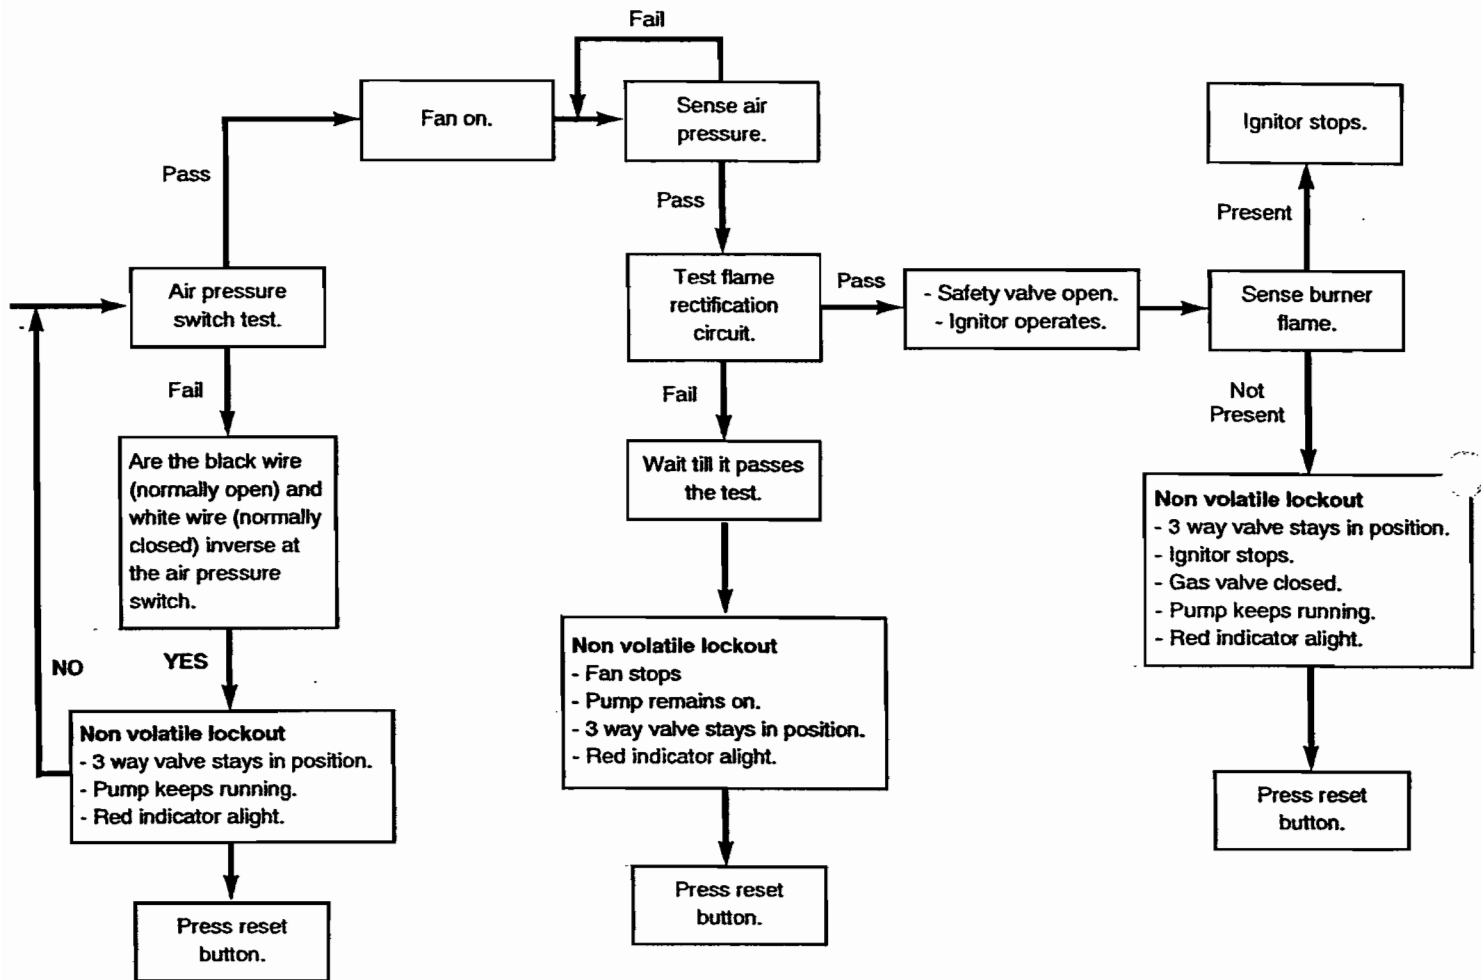 Fail
Fan on.
Sense air
pressure.
Ignitor stops.
Pass
Pass
Present
Air pressure
switch test.
Test flame
rectification
circuit.
Pass
- Safety valve open.
- Ignitor operates.
Sense burner
flame.
Fail
Fail
Not
Present
Are the black wire
(normally open) and
white wire (normally
closed) inverse at
the air pressure
switch.
Wait till it passes
the test.
Non volatile lockout
- 3 way valve stays in position.
- Ignitor stops.
- Gas valve closed.
- Pump keeps running.
- Red indicator alight.
NO
YES
Non volatile lockout
- Fan stops
- Pump remains on.
- 3 way valve stays in position.
- Red indicator alight.
Non volatile lockout
- 3 way valve stays in position.
- Pump keeps running.
- Red indicator alight.
Press reset
button.
Press reset
button.
Press reset
button.